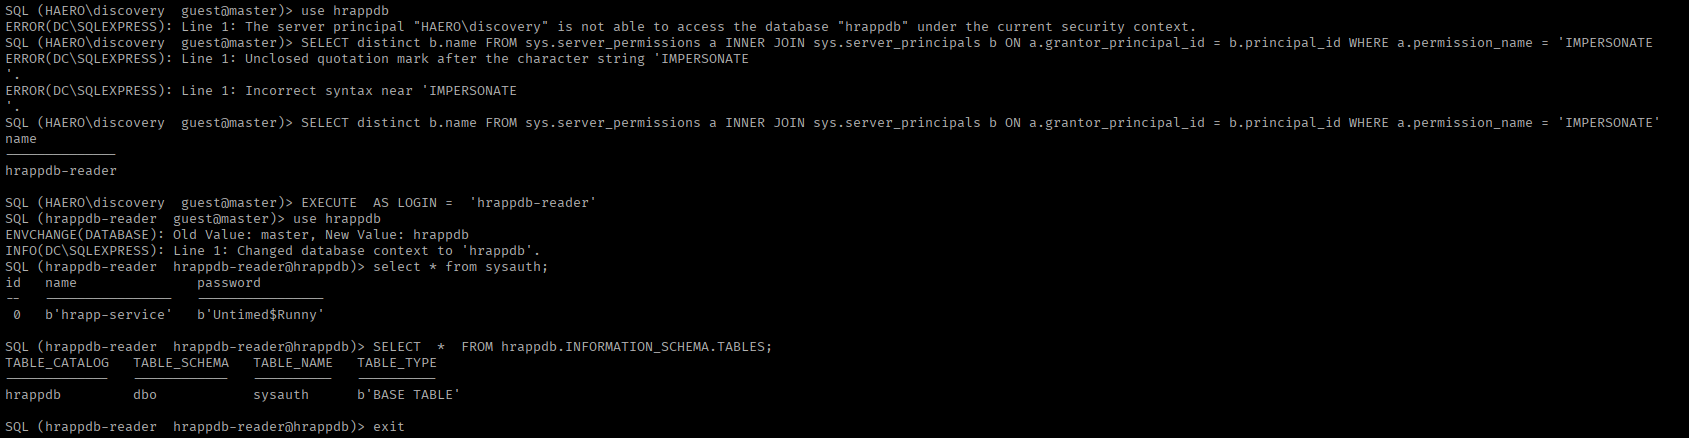 SQL (HAERO\discovery  guest@master)> use hrappdb
ERROR(DC\SQLEXPRESS): Line 1: The server principal "HAERO\discovery" is not able to access the database "hrappdb" under the current security context.
SQL (HAERO\discovery  guest@master)> SELECT distinct b.name FROM sys.server_permissions a INNER JOIN sys.server_principals b ON a.grantor_principal_id = b.principal_id WHERE a.permission_name = 'IMPERSONATE
ERROR(DC\SQLEXPRESS): Line 1: Unclosed quotation mark after the character string 'IMPERSONATE
'.
ERROR(DC\SQLEXPRESS): Line 1: Incorrect syntax near 'IMPERSONATE
'.
SQL (HAERO\discovery  guest@master)> SELECT distinct b.name FROM sys.server_permissions a INNER JOIN sys.server_principals b ON a.grantor_principal_id = b.principal_id WHERE a.permission_name = 'IMPERSONATE'
name
--------------
hrappdb-reader
SQL (HAERO\discovery  guest@master)> EXECUTE  AS LOGIN =  'hrappdb-reader'
SQL (hrappdb-reader  guest@master)> use hrappdb
ENVCHANGE(DATABASE): Old Value: master, New Value: hrappdb
INFO(DC\SQLEXPRESS): Line 1: Changed database context to 'hrappdb'.
SQL (hrappdb-reader  hrappdb-reader@hrappdb)> select * from sysauth;
id   name               password
--   ----------------   ----------------
 0   b'hrapp-service'   b'Untimed$Runny'
SQL (hrappdb-reader  hrappdb-reader@hrappdb)> SELECT  *  FROM hrappdb.INFORMATION_SCHEMA.TABLES;
TABLE_CATALOG   TABLE_SCHEMA   TABLE_NAME   TABLE_TYPE
-------------   ------------   ----------   ----------
hrappdb         dbo            sysauth      b'BASE TABLE'
SQL (hrappdb-reader  hrappdb-reader@hrappdb)> exit